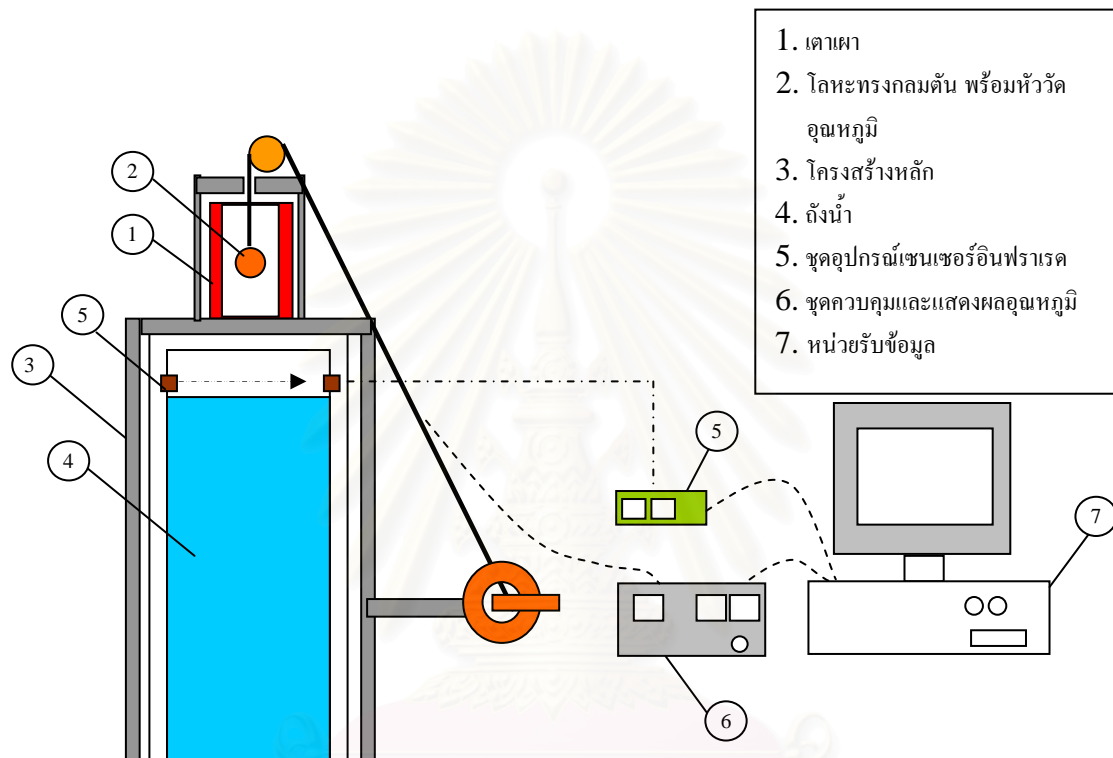 1. เตาเผา
2. โลหะทรงกลมตัน พร้อมหัววัด
อุณหภูมิ
3. โครงสร้างหลัก
4. ถังน้ำ
5. ชุดอุปกรณ์เซนเซอร์อินฟราเรด
6. ชุดควบคุมและแสดงผลอุณหภูมิ
7. หน่วยรับข้อมูล
2
1
5
3
4
5
7
6